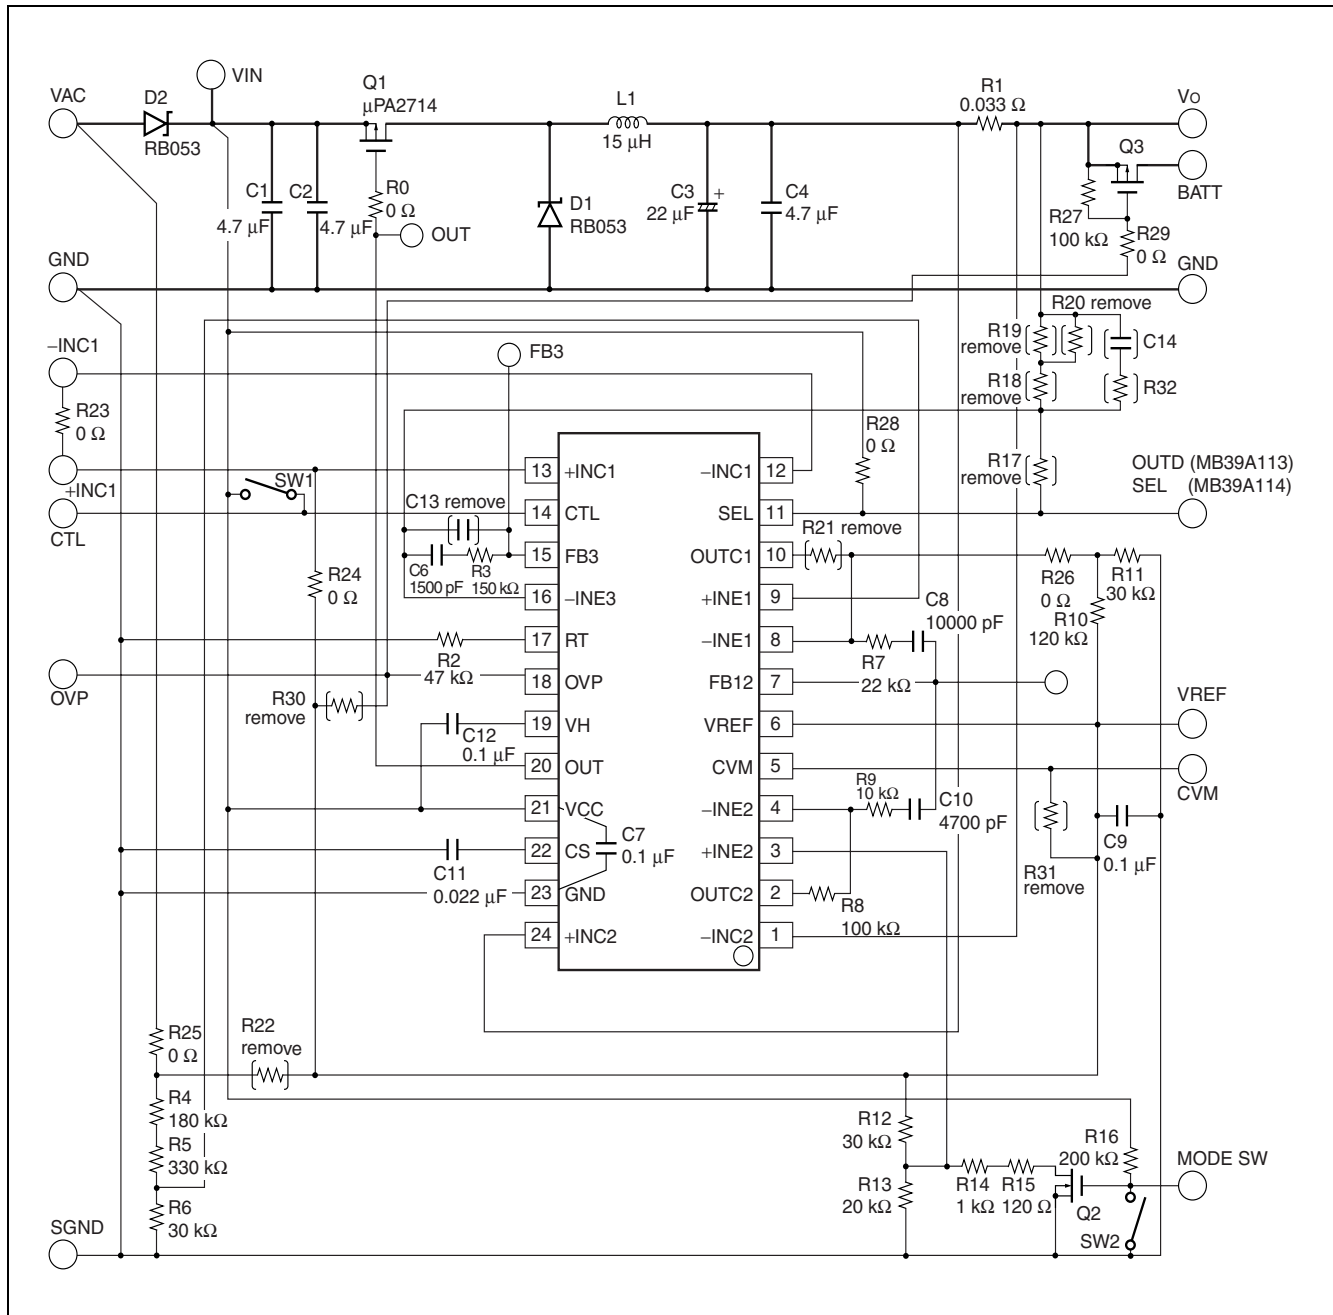 VAC
D2
RB053
VIN
Q1
μPA2714
L1
15 μH
R1
0.033 Ω
Vo
Q3
BATT
C1
4.7 μF
C2
4.7 μF
R0
0 Ω
OUT
D1
RB053
C3
+
22 μF
C4
4.7 μF
R27
100 kΩ
R29
0 Ω
GND
GND
R20 remove
R19
remove
C14
R18
remove
R32
−INC1
FB3
R23
0 Ω
R28
0 Ω
+INC1
SW1
CTL
R17
remove
OUTD (MB39A113)
SEL (MB39A114)
C13 remove
C6
1500 pF
R3
150 kΩ
R21 remove
R24
0 Ω
R26
0 Ω
R11
30 kΩ
R10
120 kΩ
C8
10000 pF
R7
22 kΩ
R2
47 kΩ
OVP
R30
remove
VREF
C12
0.1 μF
CVM
R9
10 kΩ
C10
4700 pF
C7
0.1 μF
C11
0.022 μF
R31
remove
C9
0.1 μF
R8
100 kΩ
13 +INC1 −INC1 12
14 CTL SEL 11
15 FB3 OUTC1 10
16 −INE3 +INE1 9
17 RT −INE1 8
18 OVP FB12 7
19 VH VREF 6
20 OUT CVM 5
21 VCC −INE2 4
22 CS +INE2 3
23 GND OUTC2 2
24 +INC2 −INC2 1
R25
0 Ω
R22
remove
R4
180 kΩ
R5
330 kΩ
R6
30 kΩ
R12
30 kΩ
R13
20 kΩ
R14
1 kΩ
R15
120 Ω
R16
200 kΩ
MODE SW
Q2
SW2
SGND